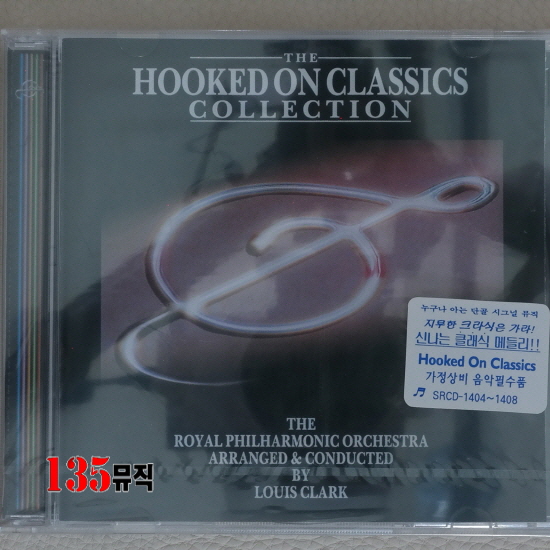 THE
HOOKED ON CLASSICS
COLLECTION
누구나 아는 단골 시그널 뮤직
지루한 크라식은 가라!
신나는 클래식 메들리!!
Hooked On Classics
가정상비 음악필수품
SRCD-1404~1408
THE
ROYAL PHILHARMONIC ORCHESTRA
ARRANGED & CONDUCTED
BY
LOUIS CLARK
135뮤직